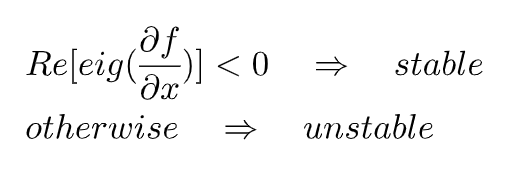 Re[eig(∂f/∂x)] < 0 ⇒ stable
otherwise ⇒ unstable